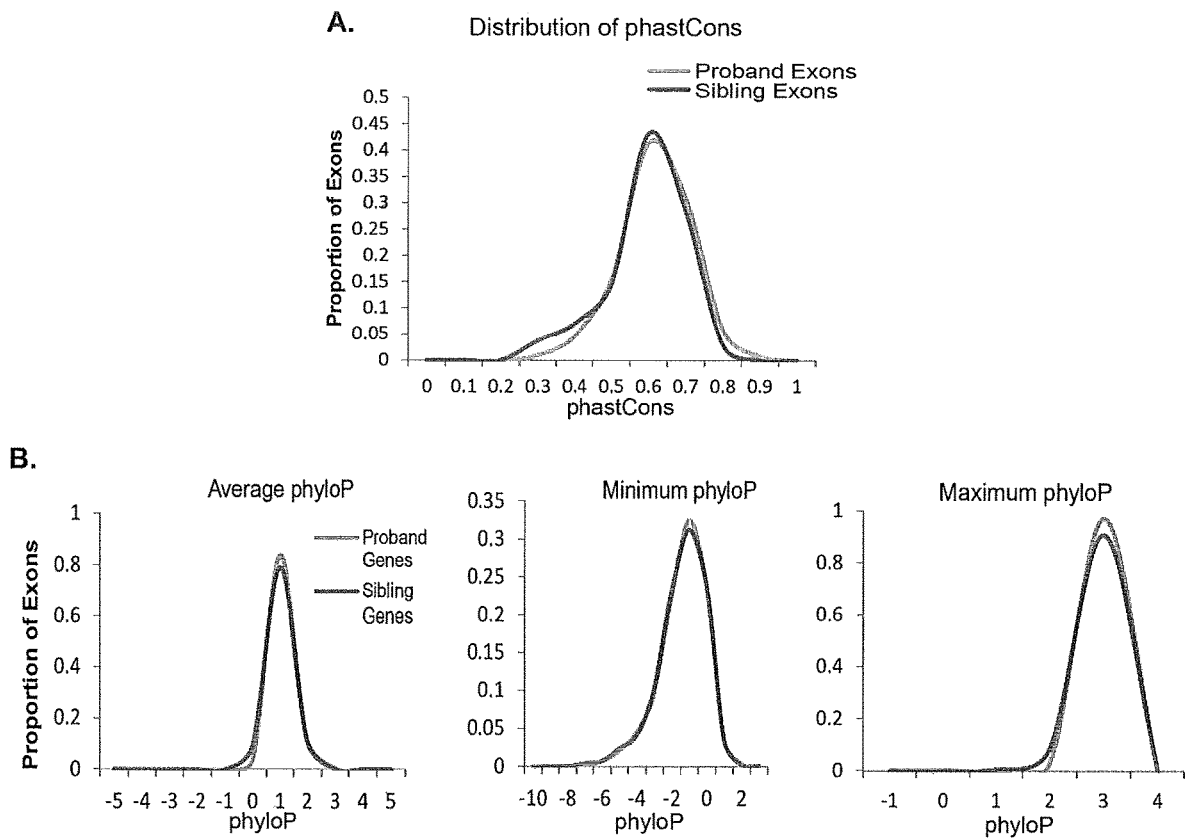 A.
Distribution of phastCons
Proband Exons
Sibling Exons
Proportion of Exons
0.5
0.45
0.4
0.35
0.3
0.25
0.2
0.15
0.1
0.05
0
0 0.1 0.2 0.3 0.4 0.5 0.6 0.7 0.8 0.9 1
phastCons
B.
Average phyloP
Proband
Genes
Sibling
Genes
Proportion of Exons
1
0.8
0.6
0.4
0.2
0
-5 -4 -3 -2 -1 0 1 2 3 4 5
phyloP
Minimum phyloP
0.35
0.3
0.25
0.2
0.15
0.1
0.05
0
-10 -8 -6 -4 -2 0 2
phyloP
Maximum phyloP
1
0.8
0.6
0.4
0.2
0
-1 0 1 2 3 4
phyloP